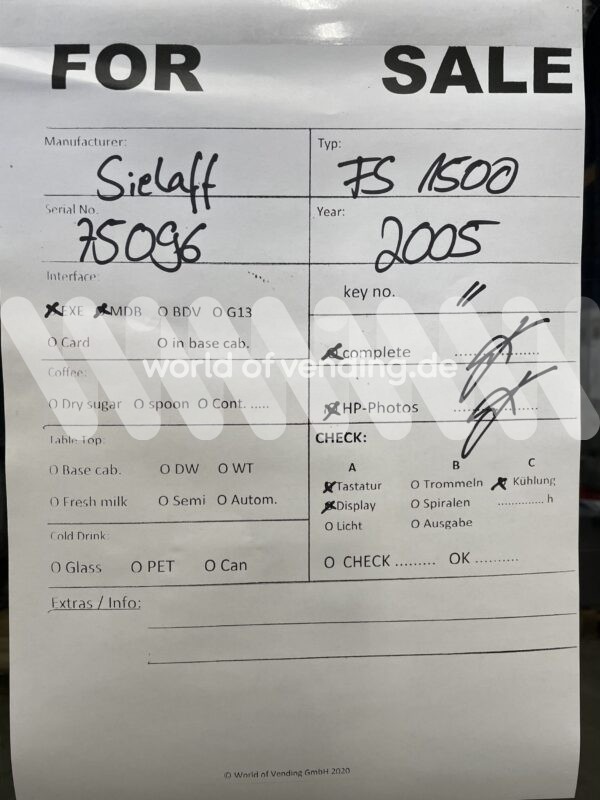 FOR SALE
Manufacturer: Sielaff
Typ: FS 1500
Serial No. 75096
Year: 2005
Interface:
EXE MDB O BDV O G13
O Card O in base cab.
key no. "
complete ..................
HP-Photos ..................
world of vending.de
Coffee:
O Dry sugar O spoon O Cont. .....
Table Top:
O Base cab. O DW O WT
O Fresh milk O Semi O Autom.
Cold Drink:
O Glass O PET O Can
CHECK:
A B C
Tastatur O Trommeln Kühlung
Display O Spiralen .............. h
O Licht O Ausgabe
O CHECK ......... OK ..........
Extras / Info:
© World of Vending GmbH 2020